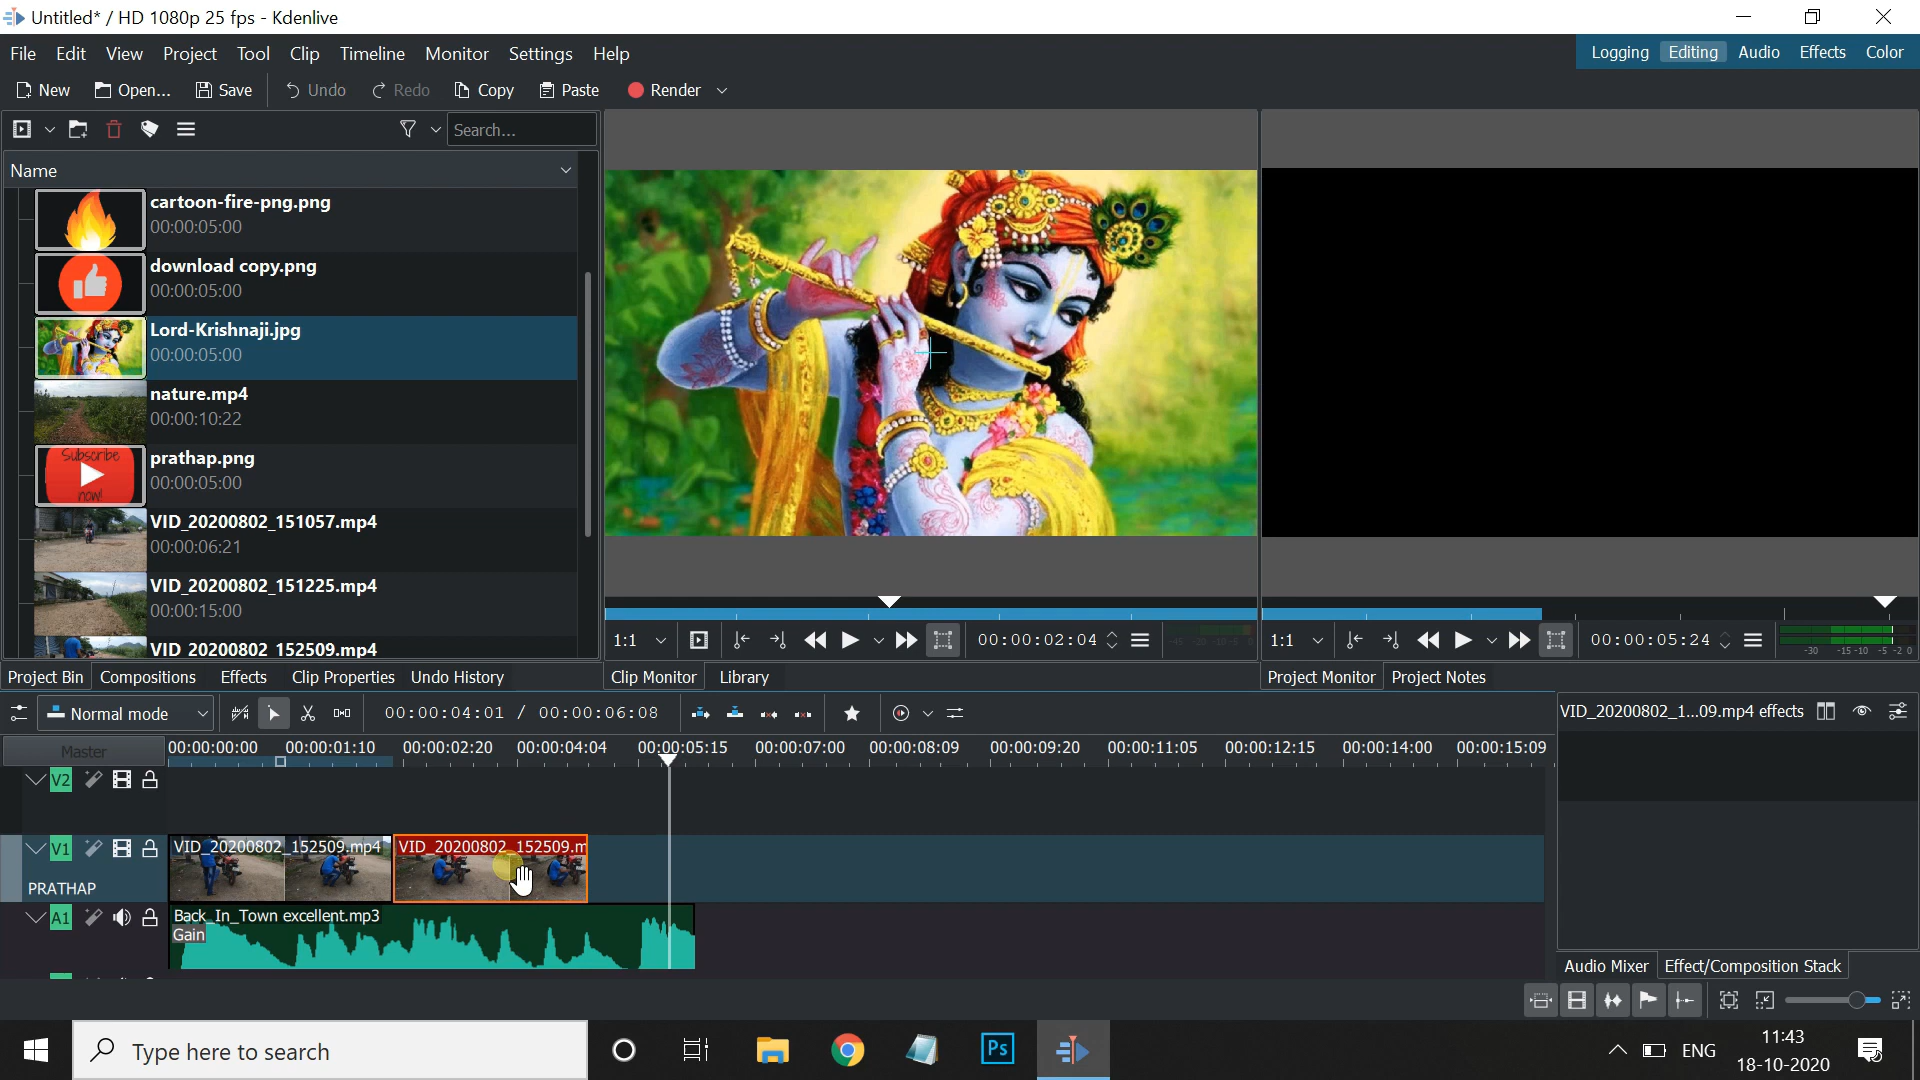 Untitled* / HD 1080p 25 fps - Kdenlive
File Edit View Project Tool Clip Timeline Monitor Settings Help
Logging Editing Audio Effects Color
New Open... Save Undo Redo Copy Paste Render
Search...
Name
cartoon-fire-png.png
00:00:05:00
download copy.png
00:00:05:00
Lord-Krishnaji.jpg
00:00:05:00
nature.mp4
00:00:10:22
Subscribe
now!
prathap.png
00:00:05:00
VID_20200802_151057.mp4
00:00:06:21
VID_20200802_151225.mp4
00:00:15:00
VID_20200802_152509.mp4
1:1 00:00:02:04
1:1 00:00:05:24 -30 -15 -10 -5 -2 0
Project Bin Compositions Effects Clip Properties Undo History
Clip Monitor Library
Project Monitor Project Notes
Normal mode 00:00:04:01 / 00:00:06:08
VID_20200802_1...09.mp4 effects
Master 00:00:00:00 00:00:01:10 00:00:02:20 00:00:04:04 00:00:05:15 00:00:07:00 00:00:08:09 00:00:09:20 00:00:11:05 00:00:12:15 00:00:14:00 00:00:15:09
V2
V1 VID_20200802_152509.mp4 VID_20200802_152509.m
PRATHAP
A1 Back_In_Town excellent.mp3
Gain
Audio Mixer Effect/Composition Stack
Type here to search
Ps
ENG
11:43
18-10-2020